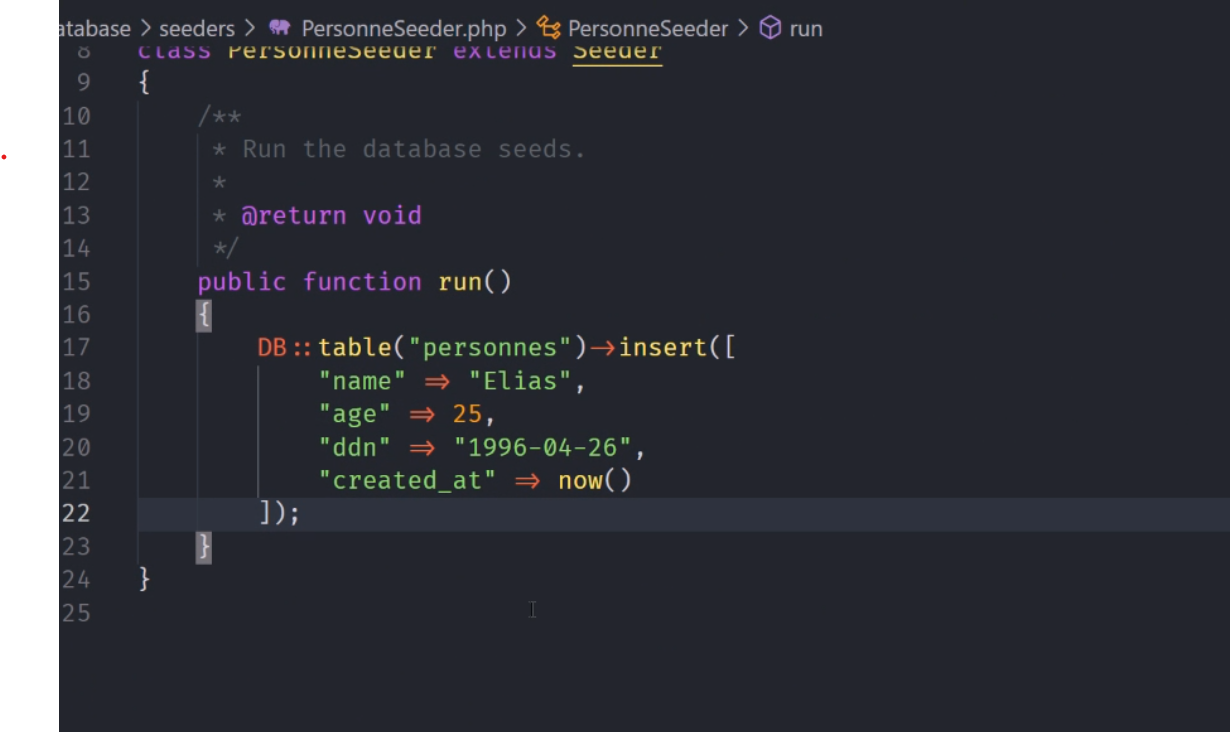 atabase > seeders > PersonneSeeder.php > PersonneSeeder > run
8 class PersonneSeeder extends Seeder
9 {
10 /**
11 * Run the database seeds.
12 *
13 * @return void
14 */
15 public function run()
16 {
17 DB::table("personnes")->insert([
18 "name" => "Elias",
19 "age" => 25,
20 "ddn" => "1996-04-26",
21 "created_at" => now()
22 ]);
23 }
24 }
25